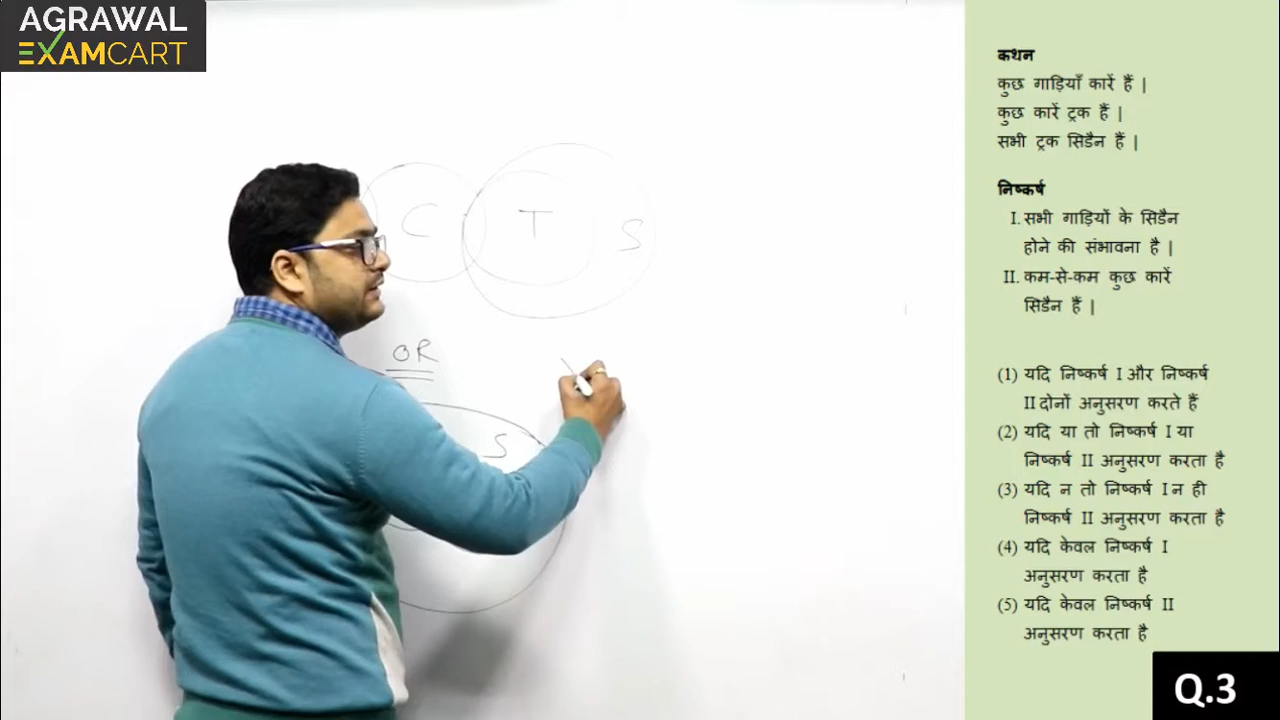 AGRAWAL
EXAMCART
C T S
OR
S
कथन
कुछ गाड़ियाँ कारें हैं |
कुछ कारें ट्रक हैं |
सभी ट्रक सिडैन हैं |
निष्कर्ष
I. सभी गाड़ियों के सिडैन
होने की संभावना है |
II. कम-से-कम कुछ कारें
सिडैन हैं |
(1) यदि निष्कर्ष I और निष्कर्ष
II दोनों अनुसरण करते हैं
(2) यदि या तो निष्कर्ष I या
निष्कर्ष II अनुसरण करता है
(3) यदि न तो निष्कर्ष I न ही
निष्कर्ष II अनुसरण करता है
(4) यदि केवल निष्कर्ष I
अनुसरण करता है
(5) यदि केवल निष्कर्ष II
अनुसरण करता है
Q.3